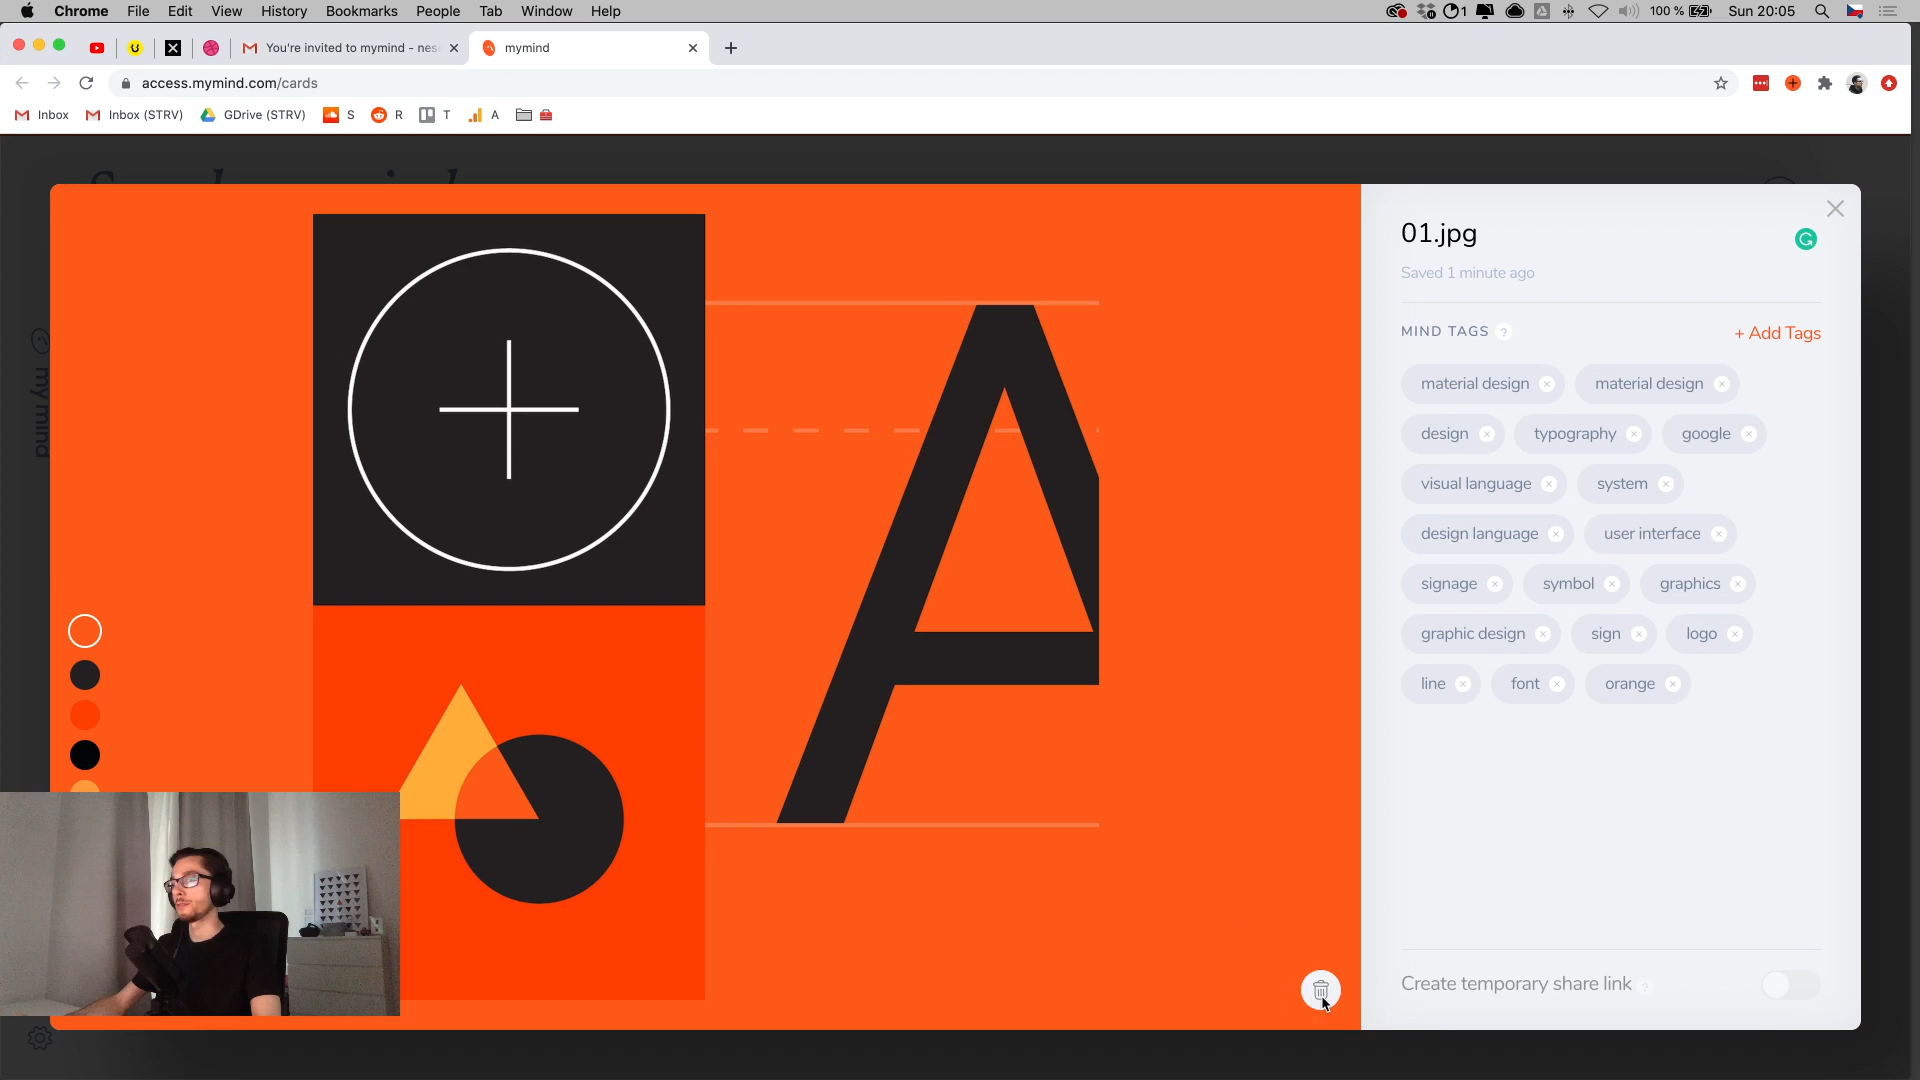 Chrome File Edit View History Bookmarks People Tab Window Help
1 100 % Sun 20:05
You're invited to mymind - nes
mymind
access.mymind.com/cards
Inbox
Inbox (STRV)
GDrive (STRV)
S
R
T
A
my mind
A
01.jpg
Saved 1 minute ago
MIND TAGS ?
+ Add Tags
material design
material design
design
typography
google
visual language
system
design language
user interface
signage
symbol
graphics
graphic design
sign
logo
line
font
orange
Create temporary share link ?